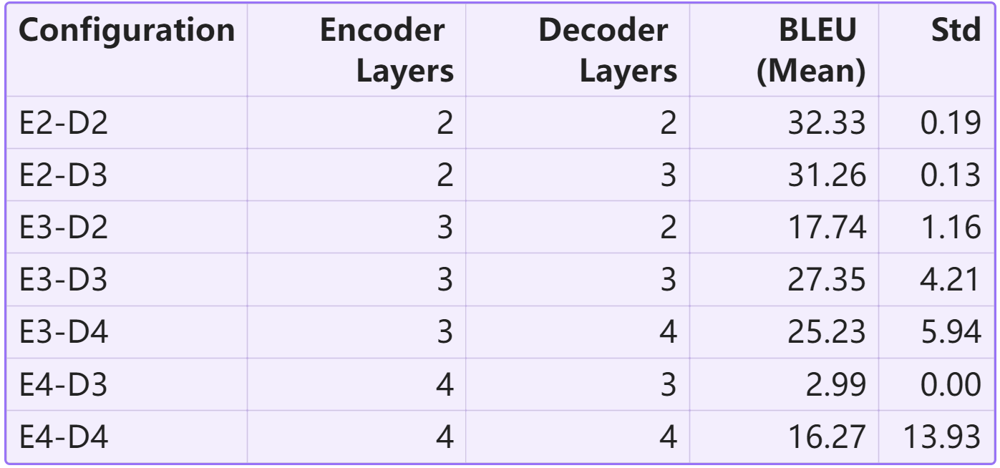 Configuration Encoder Layers Decoder Layers BLEU (Mean) Std
E2-D2 2 2 32.33 0.19
E2-D3 2 3 31.26 0.13
E3-D2 3 2 17.74 1.16
E3-D3 3 3 27.35 4.21
E3-D4 3 4 25.23 5.94
E4-D3 4 3 2.99 0.00
E4-D4 4 4 16.27 13.93